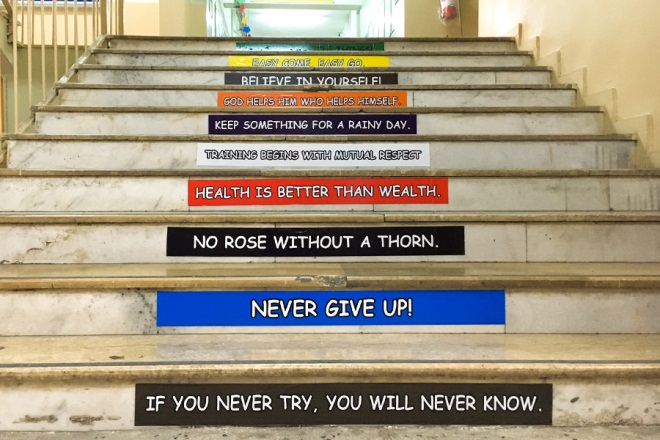 EASY COME, EASY GO.
BELIEVE IN YOURSELF!
GOD HELPS HIM WHO HELPS HIMSELF.
KEEP SOMETHING FOR A RAINY DAY.
TRAINING BEGINS WITH MUTUAL RESPECT
HEALTH IS BETTER THAN WEALTH.
NO ROSE WITHOUT A THORN.
NEVER GIVE UP!
IF YOU NEVER TRY, YOU WILL NEVER KNOW.